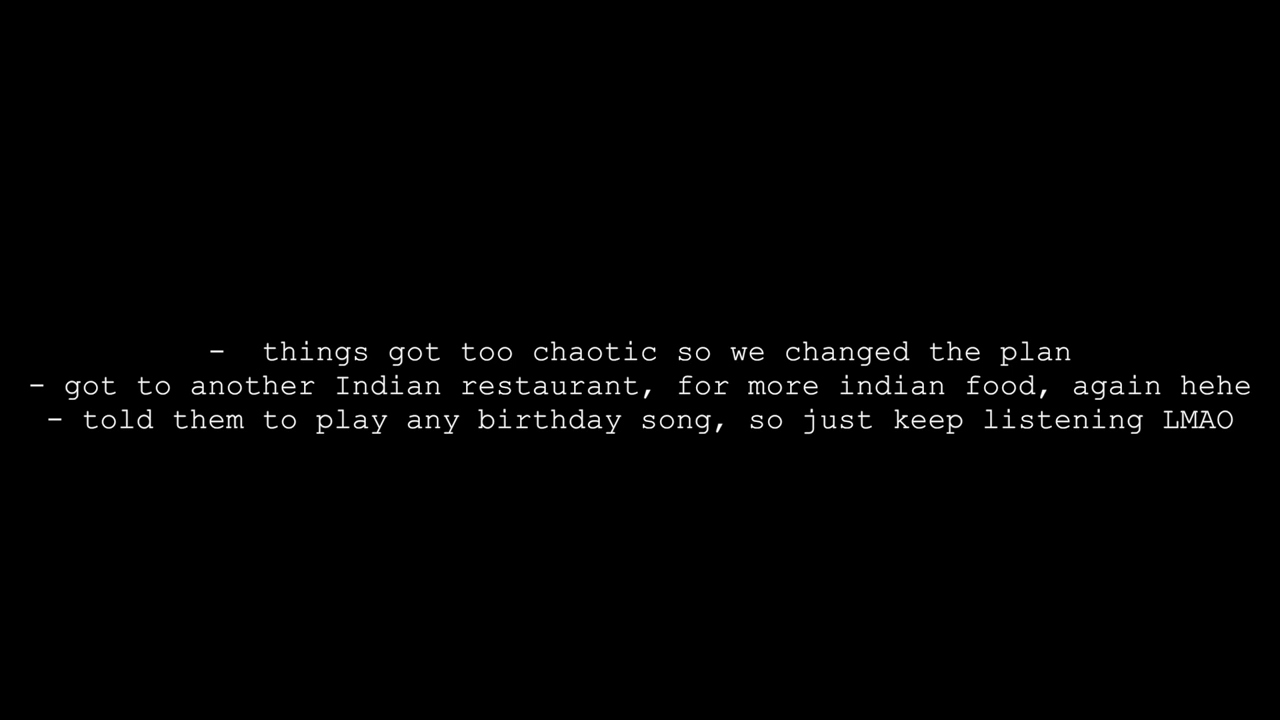 -  things got too chaotic so we changed the plan
- got to another Indian restaurant, for more indian food, again hehe
- told them to play any birthday song, so just keep listening LMAO